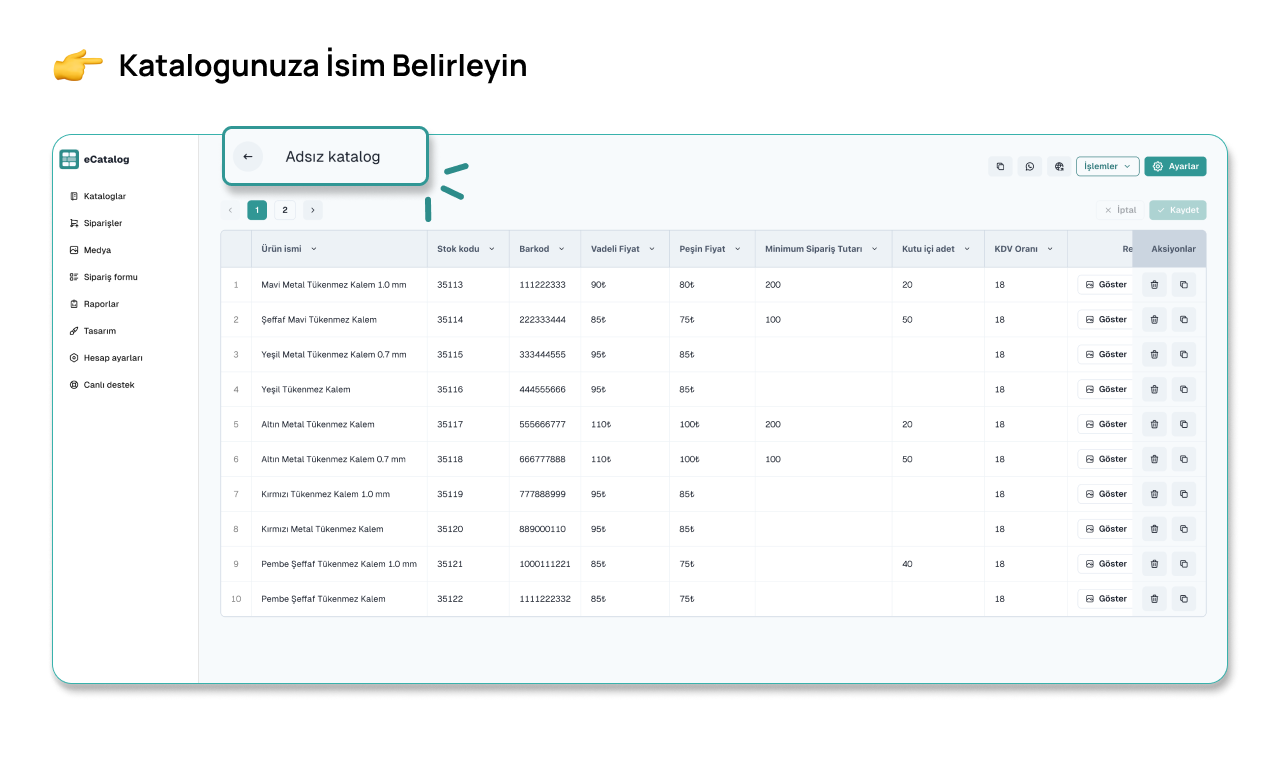 👉 Katalogunuza İsim Belirleyin
eCatalog
Kataloglar
Siparişler
Medya
Sipariş formu
Raporlar
Tasarım
Hesap ayarları
Canlı destek
← Adsız katalog
İşlemler Ayarlar
1 2
İptal Kaydet
Ürün ismi Stok kodu Barkod Vadeli Fiyat Peşin Fiyat Minimum Sipariş Tutarı Kutu içi adet KDV Oranı Re Aksiyonlar
1 Mavi Metal Tükenmez Kalem 1.0 mm 35113 111222333 90₺ 80₺ 200 20 18 Göster
2 Şeffaf Mavi Tükenmez Kalem 35114 222333444 85₺ 75₺ 100 50 18 Göster
3 Yeşil Metal Tükenmez Kalem 0.7 mm 35115 333444555 95₺ 85₺ 18 Göster
4 Yeşil Tükenmez Kalem 35116 444555666 95₺ 85₺ 18 Göster
5 Altın Metal Tükenmez Kalem 35117 555666777 110₺ 100₺ 200 20 18 Göster
6 Altın Metal Tükenmez Kalem 0.7 mm 35118 666777888 110₺ 100₺ 100 50 18 Göster
7 Kırmızı Tükenmez Kalem 1.0 mm 35119 777888999 95₺ 85₺ 18 Göster
8 Kırmızı Metal Tükenmez Kalem 35120 889000110 95₺ 85₺ 18 Göster
9 Pembe Şeffaf Tükenmez Kalem 1.0 mm 35121 1000111221 85₺ 75₺ 40 18 Göster
10 Pembe Şeffaf Tükenmez Kalem 35122 1111222332 85₺ 75₺ 18 Göster